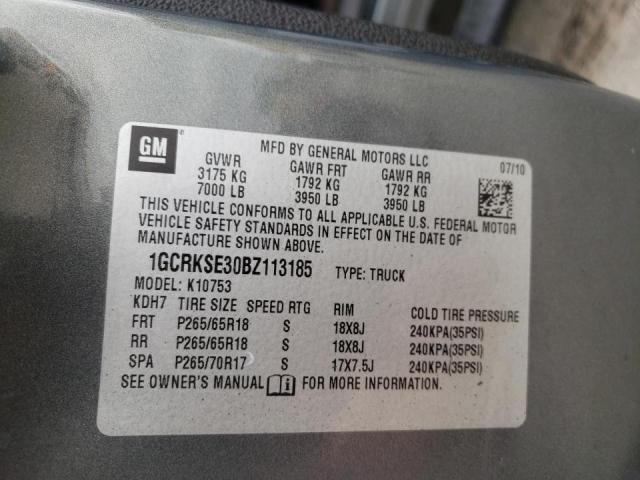 GM
MFD BY GENERAL MOTORS LLC 07/10
GVWR GAWR FRT GAWR RR
3175 KG 1792 KG 1792 KG
7000 LB 3950 LB 3950 LB
THIS VEHICLE CONFORMS TO ALL APPLICABLE U.S. FEDERAL MOTOR
VEHICLE SAFETY STANDARDS IN EFFECT ON THE DATE OF
MANUFACTURE SHOWN ABOVE.
1GCRKSE30BZ113185 TYPE: TRUCK
MODEL: K10753
KDH7 TIRE SIZE SPEED RTG RIM COLD TIRE PRESSURE
FRT P265/65R18 S 18X8J 240KPA(35PSI)
RR P265/65R18 S 18X8J 240KPA(35PSI)
SPA P265/70R17 S 17X7.5J 240KPA(35PSI)
SEE OWNER'S MANUAL FOR MORE INFORMATION.